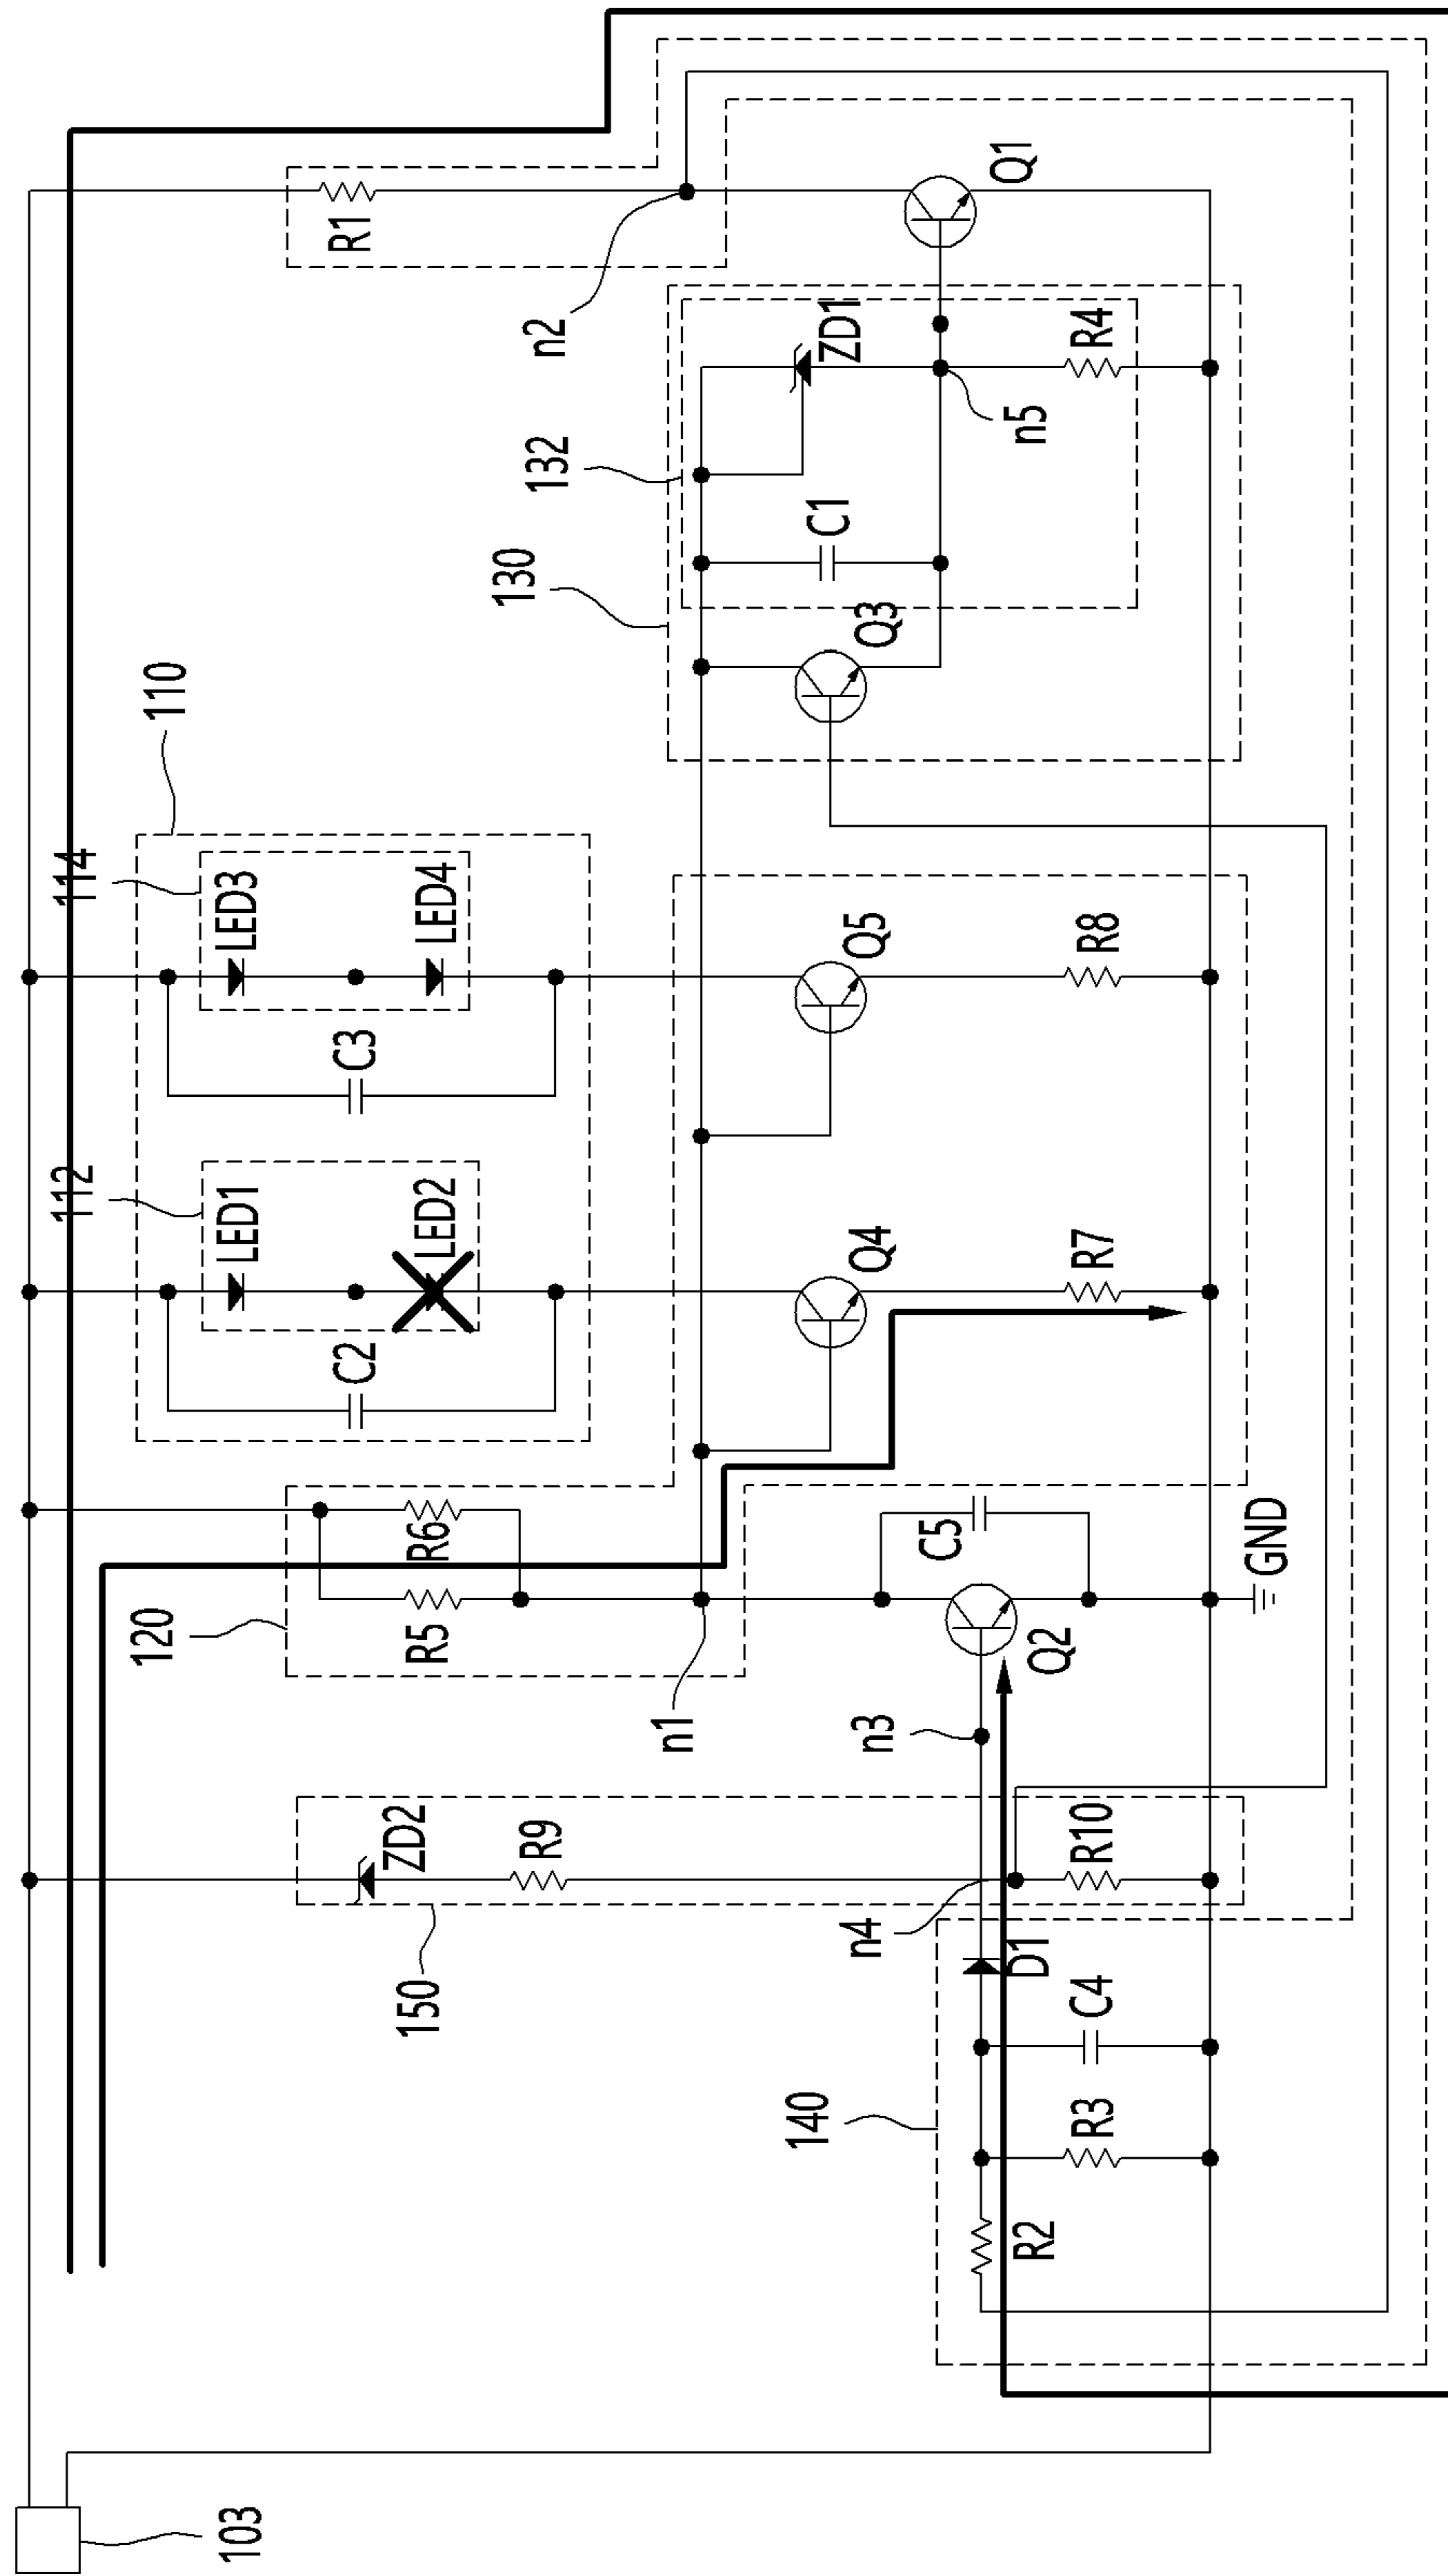 103
R1
n2
Q1
ZD1
R4
n5
132
C1
130
Q3
110
114
LED3
LED4
C3
Q5
R8
112
LED1
LED2
C2
Q4
R7
120
R6
R5
n1
C5
Q2
GND
n3
150
ZD2
R9
n4
R10
140
D1
C4
R3
R2